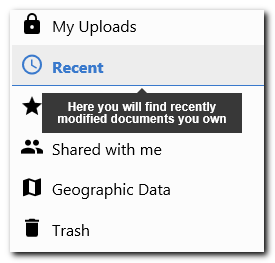 My Uploads
Recent
Here you will find recently
modified documents you own
Shared with me
Geographic Data
Trash